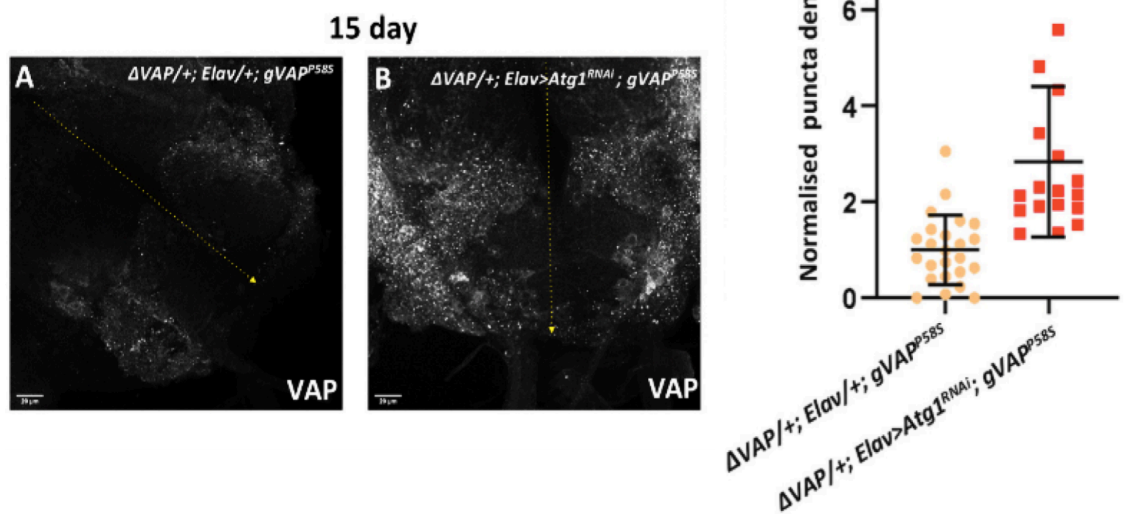 15 day
A
ΔVAP/+; Elav/+; gVAP^P58S
VAP
B
ΔVAP/+; Elav>Atg1^RNAi; gVAP^P58S
VAP
Normalised puncta den
6
4
2
0
ΔVAP/+; Elav/+; gVAP^P58S
ΔVAP/+; Elav>Atg1^RNAi; gVAP^P58S